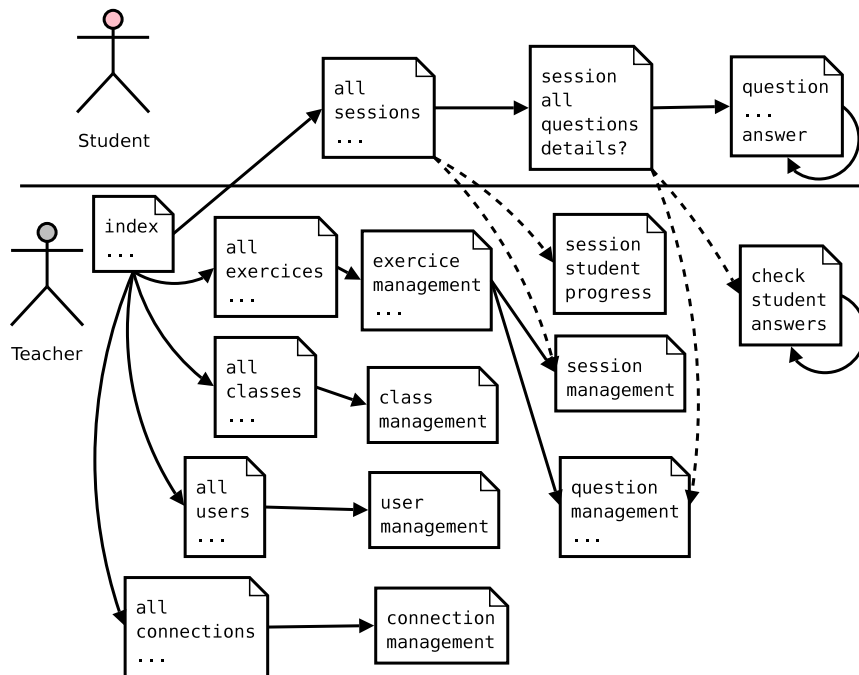 Student
all
sessions
...
session
all
questions
details?
question
...
answer
Teacher
index
...
all
exercices
...
exercice
management
...
session
student
progress
check
student
answers
all
classes
...
class
management
session
management
all
users
...
user
management
question
management
...
all
connections
...
connection
management